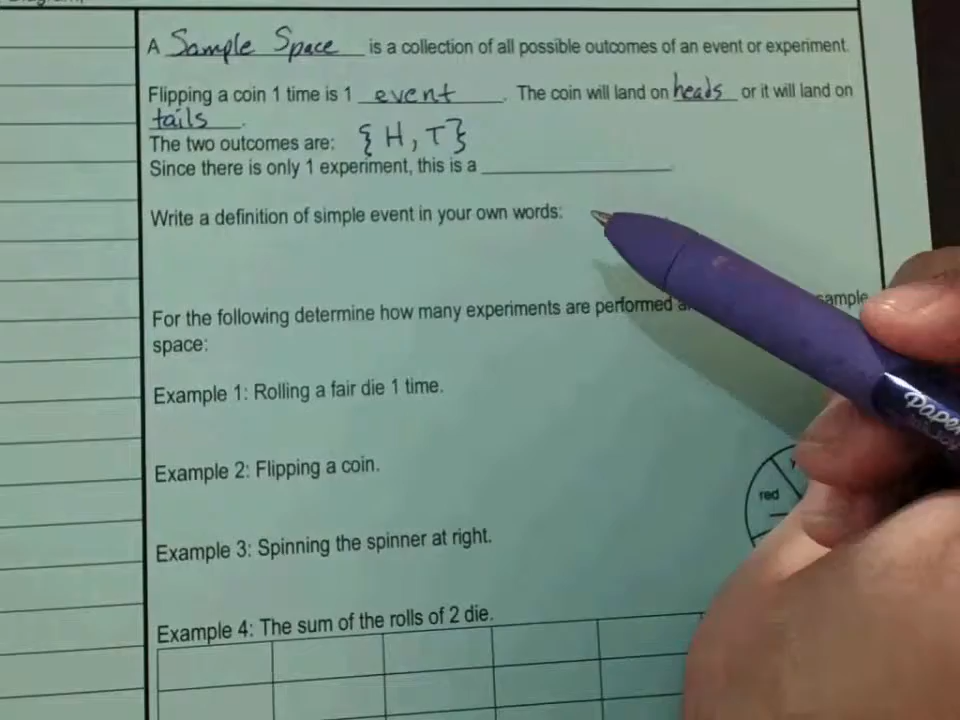 A Sample Space is a collection of all possible outcomes of an event or experiment.
Flipping a coin 1 time is 1 event. The coin will land on heads or it will land on
tails.
The two outcomes are: {H, T}
Since there is only 1 experiment, this is a ____________.
Write a definition of simple event in your own words:
For the following determine how many experiments are performed sample
space:
Example 1: Rolling a fair die 1 time.
Example 2: Flipping a coin.
red
Example 3: Spinning the spinner at right.
Example 4: The sum of the rolls of 2 die.